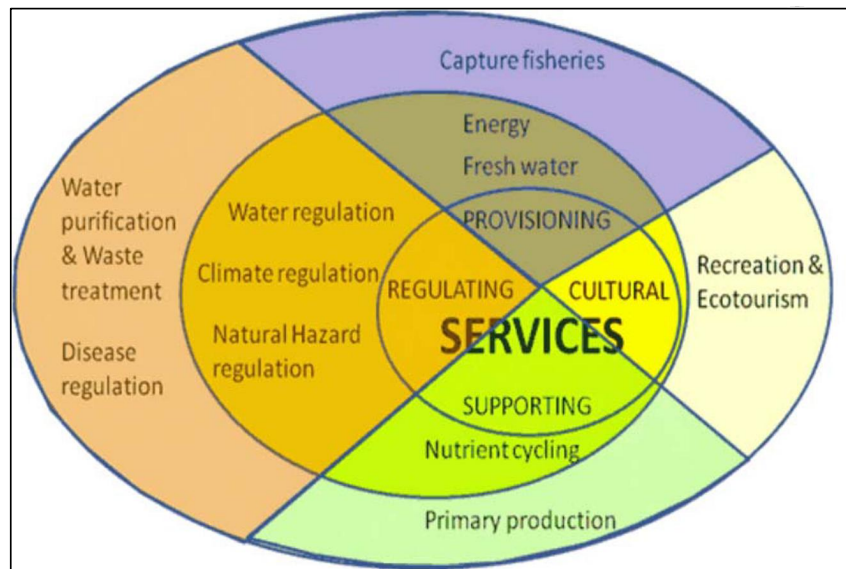 Capture fisheries
Energy
Fresh water
PROVISIONING
Water
purification
& Waste
treatment
Disease
regulation
Water regulation
Climate regulation
Natural Hazard
regulation
REGULATING
CULTURAL
SERVICES
Recreation &
Ecotourism
SUPPORTING
Nutrient cycling
Primary production